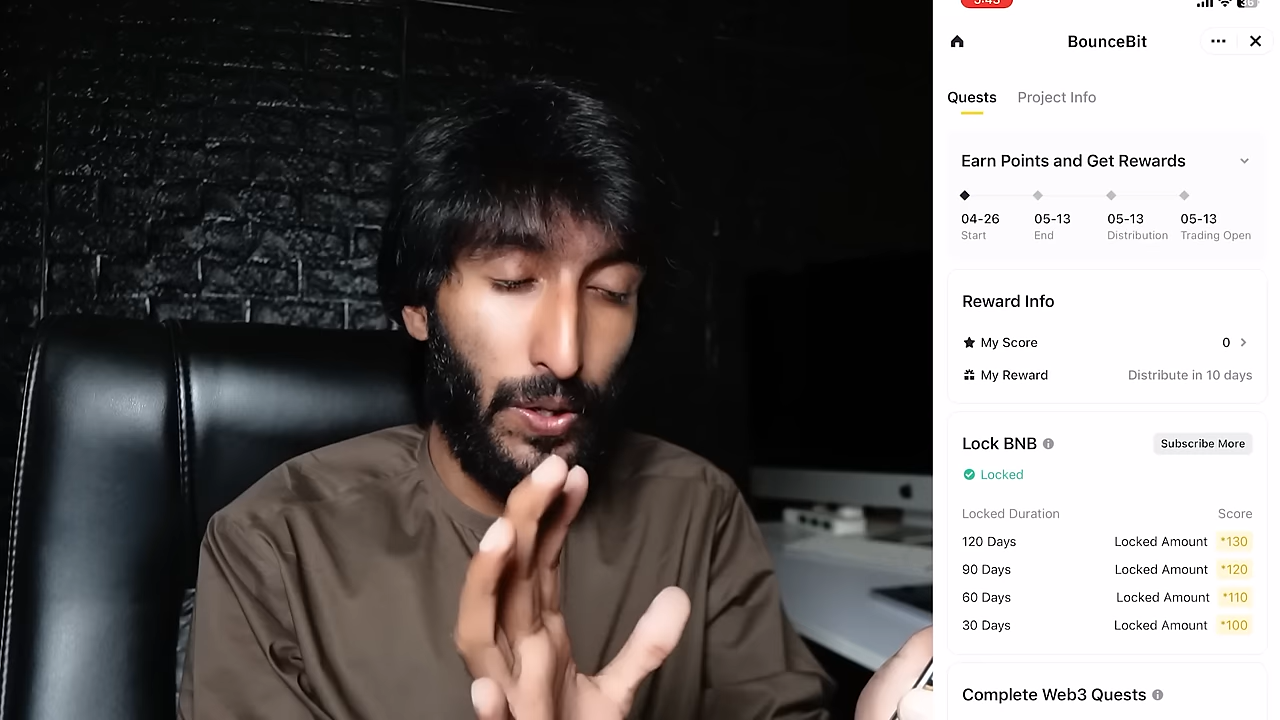 BounceBit
Quests Project Info
Earn Points and Get Rewards
04-26 05-13 05-13 05-13
Start End Distribution Trading Open
Reward Info
My Score 0
My Reward Distribute in 10 days
Lock BNB Subscribe More
Locked
Locked Duration Score
120 Days Locked Amount *130
90 Days Locked Amount *120
60 Days Locked Amount *110
30 Days Locked Amount *100
Complete Web3 Quests